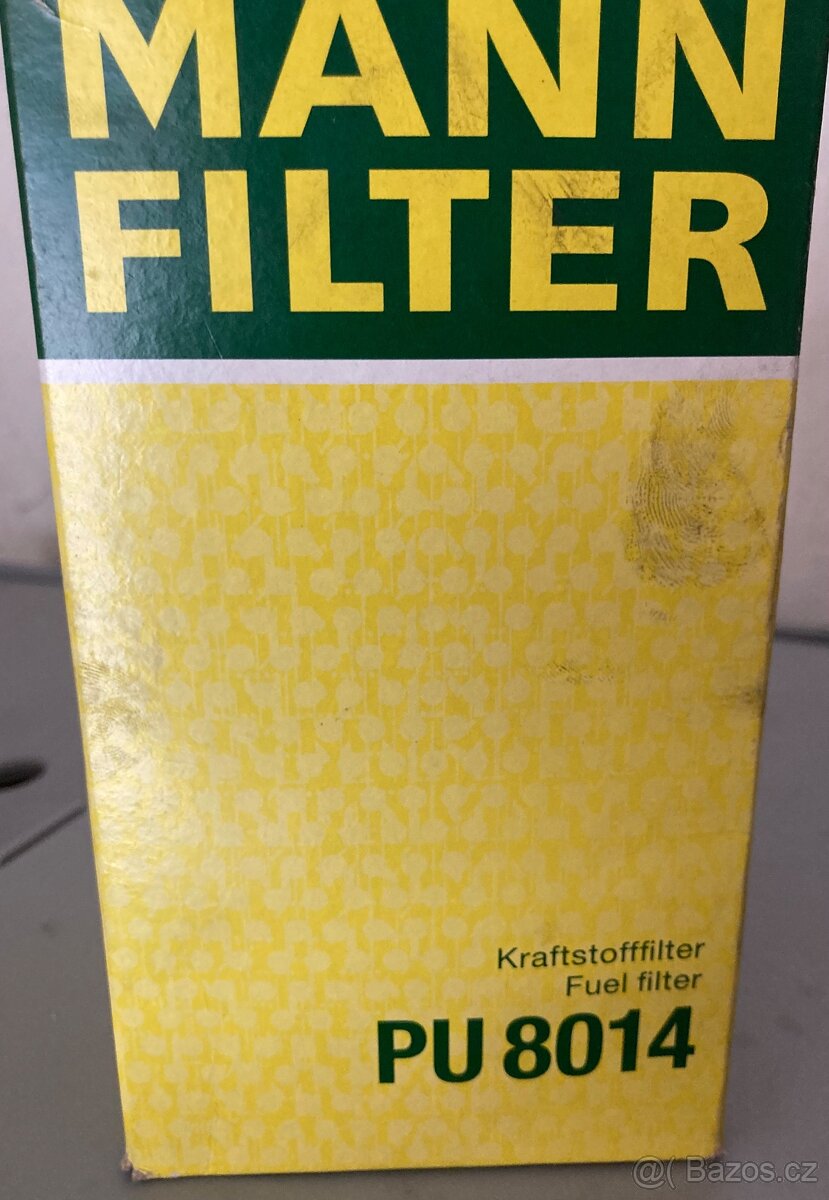 MANN
FILTER
Kraftstofffilter
Fuel filter
PU 8014
@( Bazos.cz